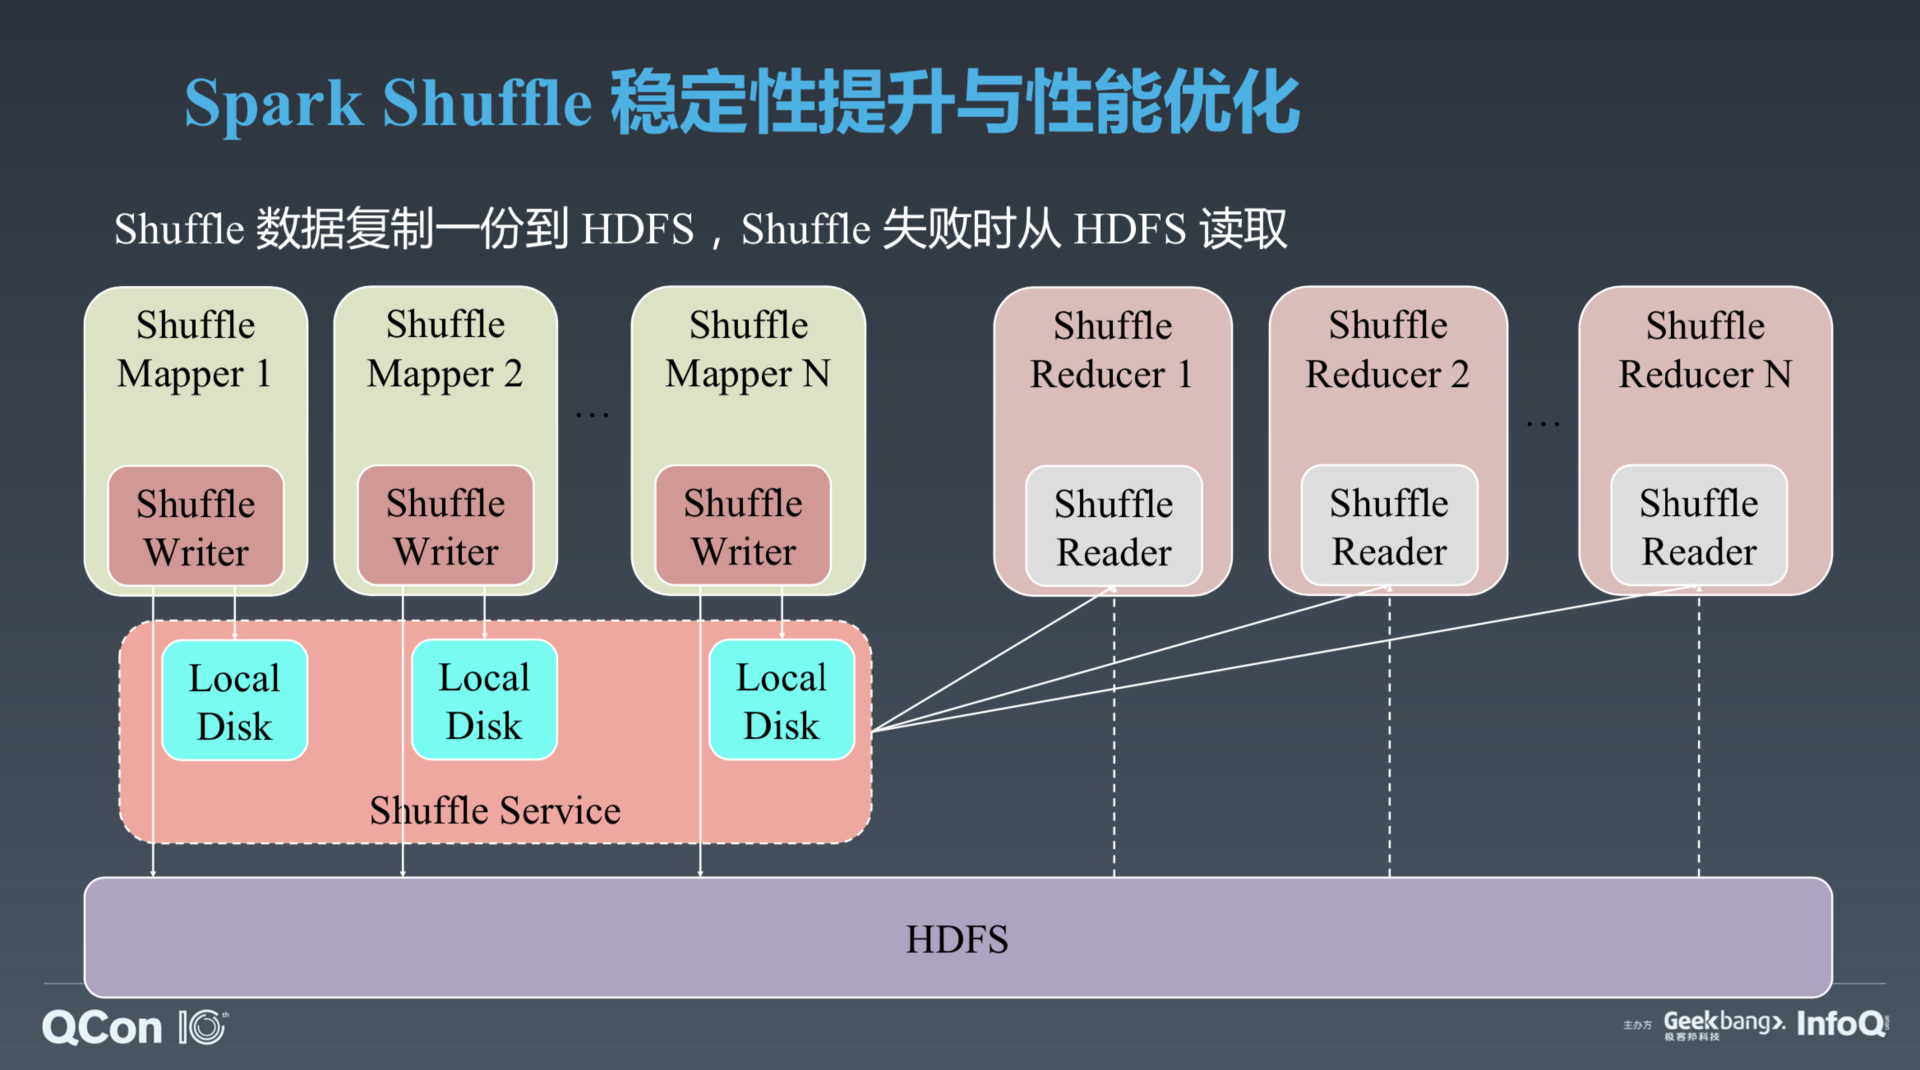 Spark Shuffle 稳定性提升与性能优化
Shuffle 数据复制一份到 HDFS，Shuffle 失败时从 HDFS 读取
Shuffle
Mapper 1
Shuffle
Writer
Shuffle
Mapper 2
Shuffle
Writer
...
Shuffle
Mapper N
Shuffle
Writer
Shuffle
Reducer 1
Shuffle
Reader
Shuffle
Reducer 2
Shuffle
Reader
...
Shuffle
Reducer N
Shuffle
Reader
Local
Disk
Local
Disk
Local
Disk
Shuffle Service
HDFS
QCon 10th
主办方 Geekbang. InfoQ
极客邦科技